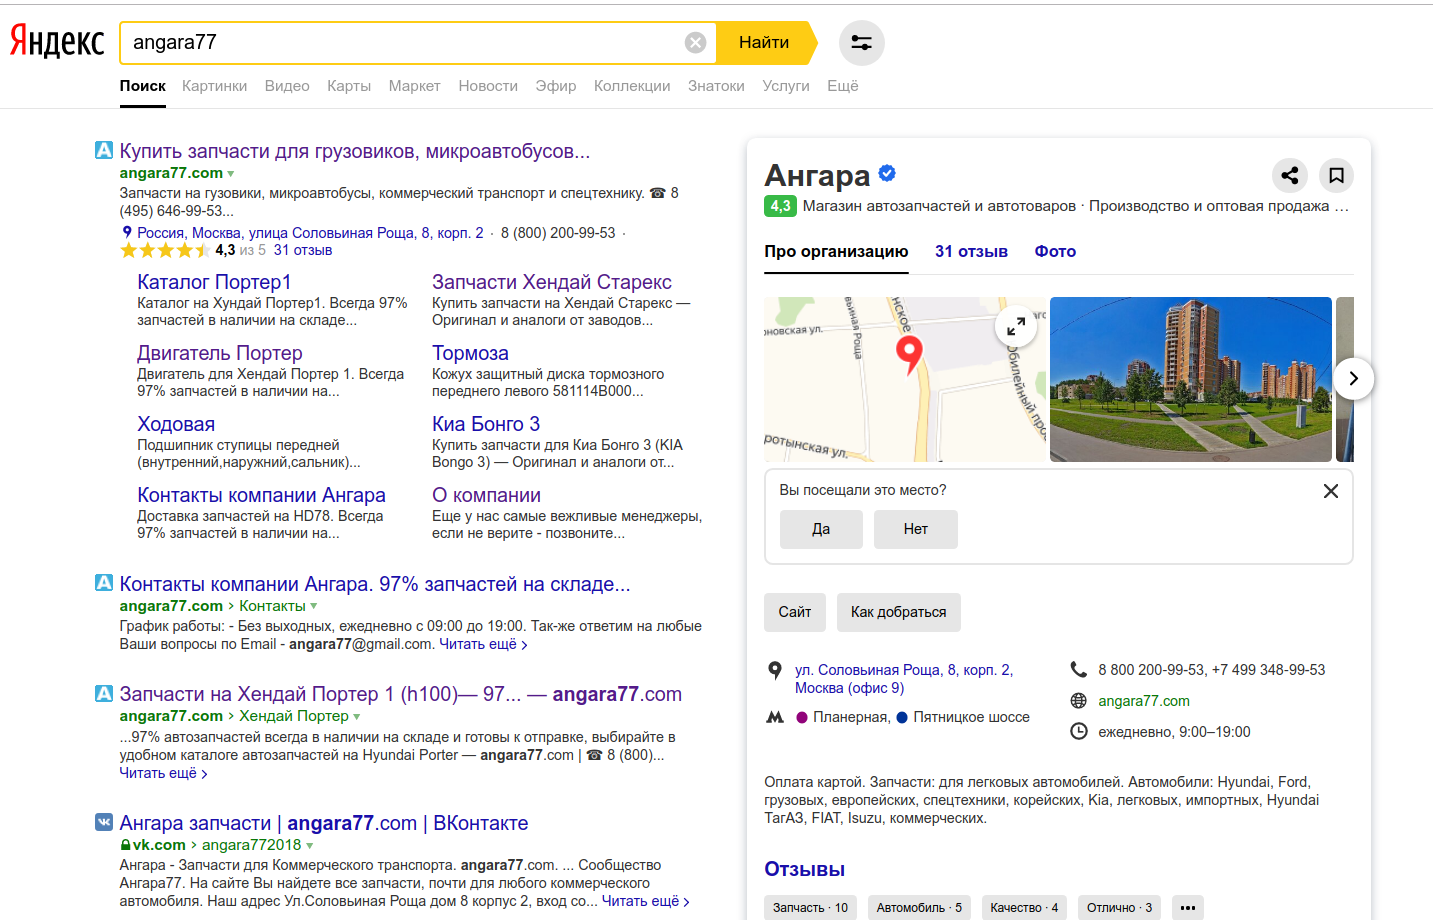 Яндекс
angara77
Найти
Поиск Картинки Видео Карты Маркет Новости Эфир Коллекции Знатоки Услуги Ещё
Купить запчасти для грузовиков, микроавтобусов...
angara77.com
Запчасти на гузовики, микроавтобусы, коммерческий транспорт и спецтехнику. ☎ 8
(495) 646-99-53...
Россия, Москва, улица Соловьиная Роща, 8, корп. 2 · 8 (800) 200-99-53 ·
4,3 из 5 31 отзыв
Каталог Портер1
Каталог на Хундай Портер1. Всегда 97%
запчастей в наличии на складе...
Запчасти Хендай Старекс
Купить запчасти на Хендай Старекс —
Оригинал и аналоги от заводов...
Двигатель Портер
Двигатель для Хендай Портер 1. Всегда
97% запчастей в наличии на...
Тормоза
Кожух защитный диска тормозного
переднего левого 581114B000...
Ходовая
Подшипник ступицы передней
(внутренний,наружний,сальник)...
Киа Бонго 3
Купить запчасти для Киа Бонго 3 (KIA
Bongo 3) — Оригинал и аналоги от...
Контакты компании Ангара
Доставка запчастей на HD78. Всегда
97% запчастей в наличии на...
О компании
Еще у нас самые вежливые менеджеры,
если не верите - позвоните...
Контакты компании Ангара. 97% запчастей на складе...
angara77.com › Контакты
График работы: - Без выходных, ежедневно с 09:00 до 19:00. Так-же ответим на любые
Ваши вопросы по Email - angara77@gmail.com. Читать ещё ›
Запчасти на Хендай Портер 1 (h100)— 97... — angara77.com
angara77.com › Хендай Портер
...97% автозапчастей всегда в наличии на складе и готовы к отправке, выбирайте в
удобном каталоге автозапчастей на Hyundai Porter — angara77.com | ☎ 8 (800)...
Читать ещё ›
Ангара запчасти | angara77.com | ВКонтакте
vk.com › angara772018
Ангара - Запчасти для Коммерческого транспорта. angara77.com. ... Сообщество
Ангара77. На сайте Вы найдете все запчасти, почти для любого коммерческого
автомобиля. Наш адрес Ул.Соловьиная Роща дом 8 корпус 2, вход со... Читать ещё ›
Ангара
4,3 Магазин автозапчастей и автотоваров · Производство и оптовая продажа ...
Про организацию 31 отзыв Фото
оновская ул.
Вы посещали это место?
Да Нет
Сайт Как добраться
ул. Соловьиная Роща, 8, корп. 2,
Москва (офис 9)
Планерная, Пятницкое шоссе
8 800 200-99-53, +7 499 348-99-53
angara77.com
ежедневно, 9:00–19:00
Оплата картой. Запчасти: для легковых автомобилей. Автомобили: Hyundai, Ford,
грузовых, европейских, спецтехники, корейских, Kia, легковых, импортных, Hyundai
ТагАЗ, FIAT, Isuzu, коммерческих.
Отзывы
Запчасть · 10 Автомобиль · 5 Качество · 4 Отлично · 3 •••